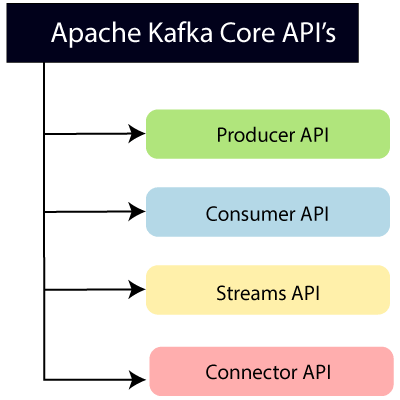 Apache Kafka Core API's
Producer API
Consumer API
Streams API
Connector API